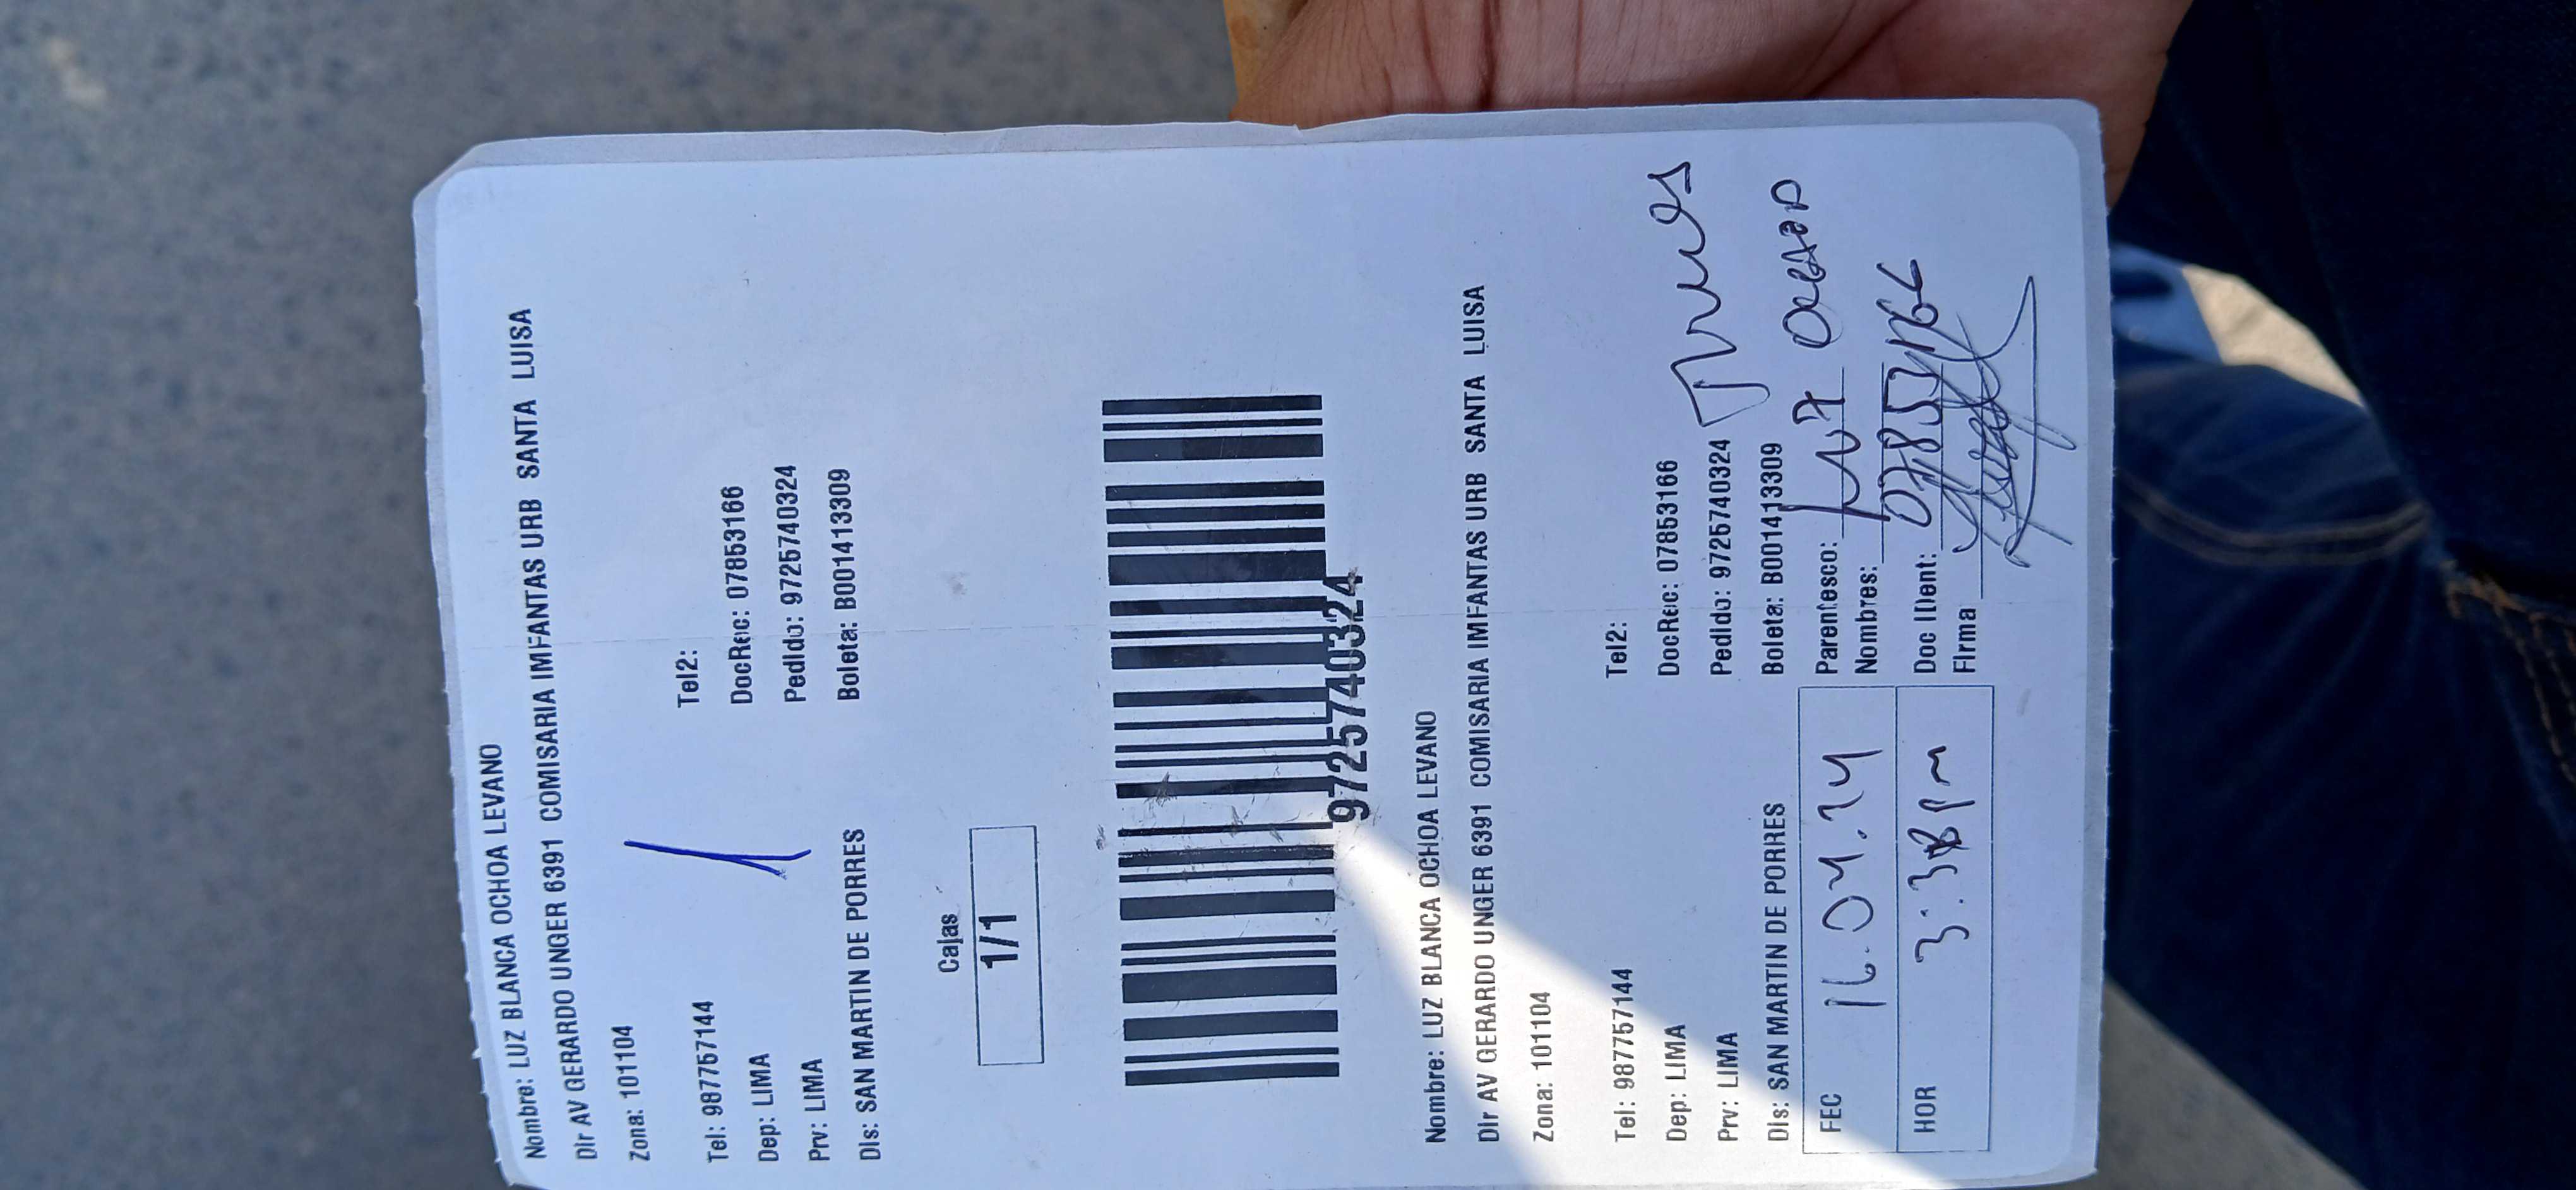 Nombre: LUZ BLANCA OCHOA LEVANO
Dir AV GERARDO UNGER 6391 COMISARIA IMFANTAS URB SANTA LUISA
Zona: 101104
Tel: 987757144 Tel2:
Dep: LIMA DocRec: 07853166
Prv: LIMA Pedido: 9725740324
Dis: SAN MARTIN DE PORRES Boleta: B001413309
Cajas
1/1
9725740324
Nombre: LUZ BLANCA OCHOA LEVANO
Dir AV GERARDO UNGER 6391 COMISARIA IMFANTAS URB SANTA LUISA
Zona: 101104
Tel: 987757144 Tel2:
Dep: LIMA DocRec: 07853166
Prv: LIMA Pedido: 9725740324
Dis: SAN MARTIN DE PORRES Boleta: B001413309
FEC 16.04.24 Parentesco:
Nombres: Luz
HOR 3:38pm Doc IDent:
Firma